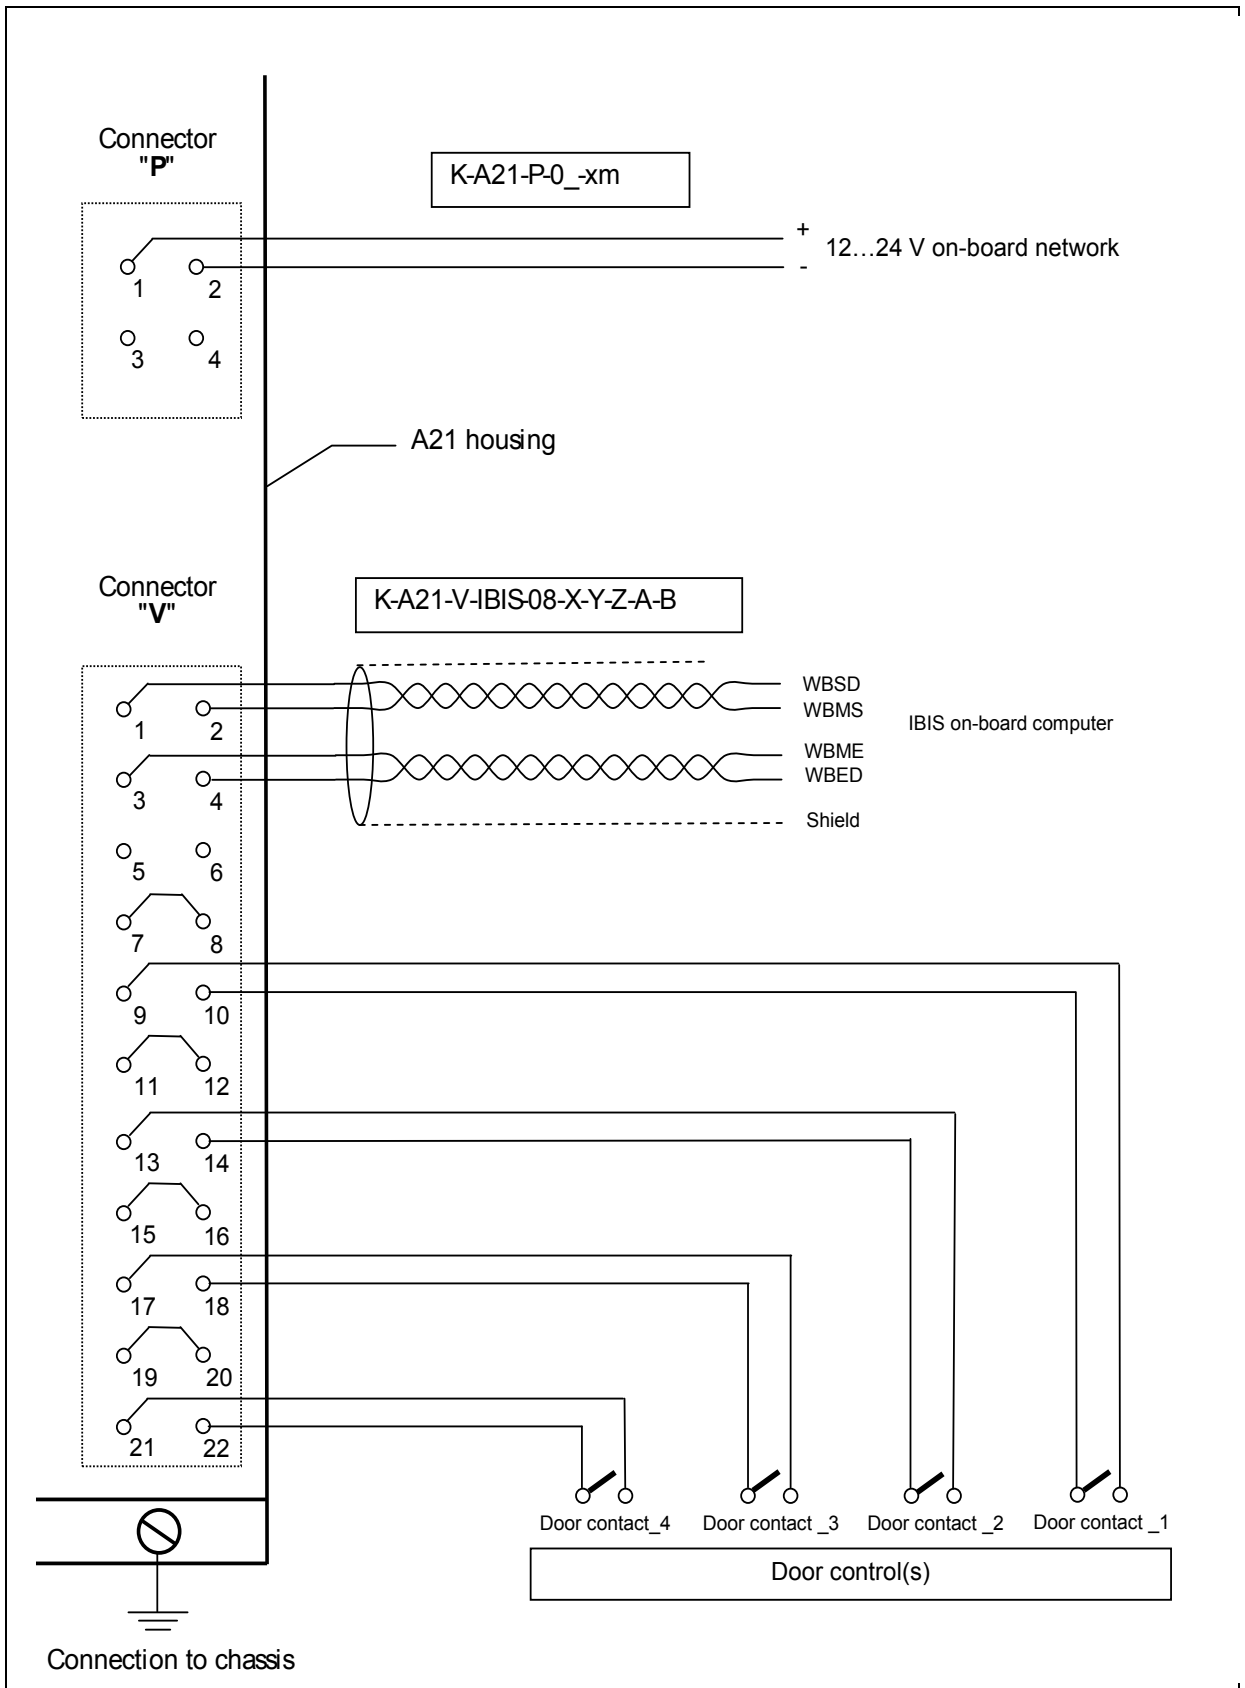 Connector
"P"
K-A21-P-0_-xm
+
12…24 V on-board network
-
1
2
3
4
A21 housing
Connector
"V"
K-A21-V-IBIS-08-X-Y-Z-A-B
WBSD
WBMS
IBIS on-board computer
WBME
WBED
Shield
1
2
3
4
5
6
7
8
9
10
11
12
13
14
15
16
17
18
19
20
21
22
Door contact_4
Door contact _3
Door contact _2
Door contact _1
Door control(s)
Connection to chassis